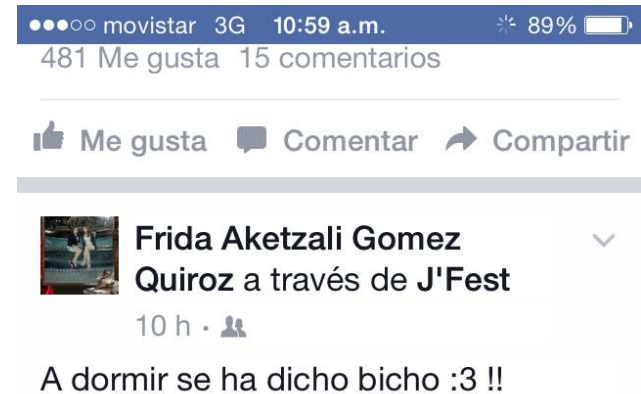 movistar 3G 10:59 a.m. 89%
481 Me gusta 15 comentarios
Me gusta Comentar Compartir
Frida Aketzali Gomez
Quiroz a través de J'Fest
10 h ·
A dormir se ha dicho bicho :3 !!